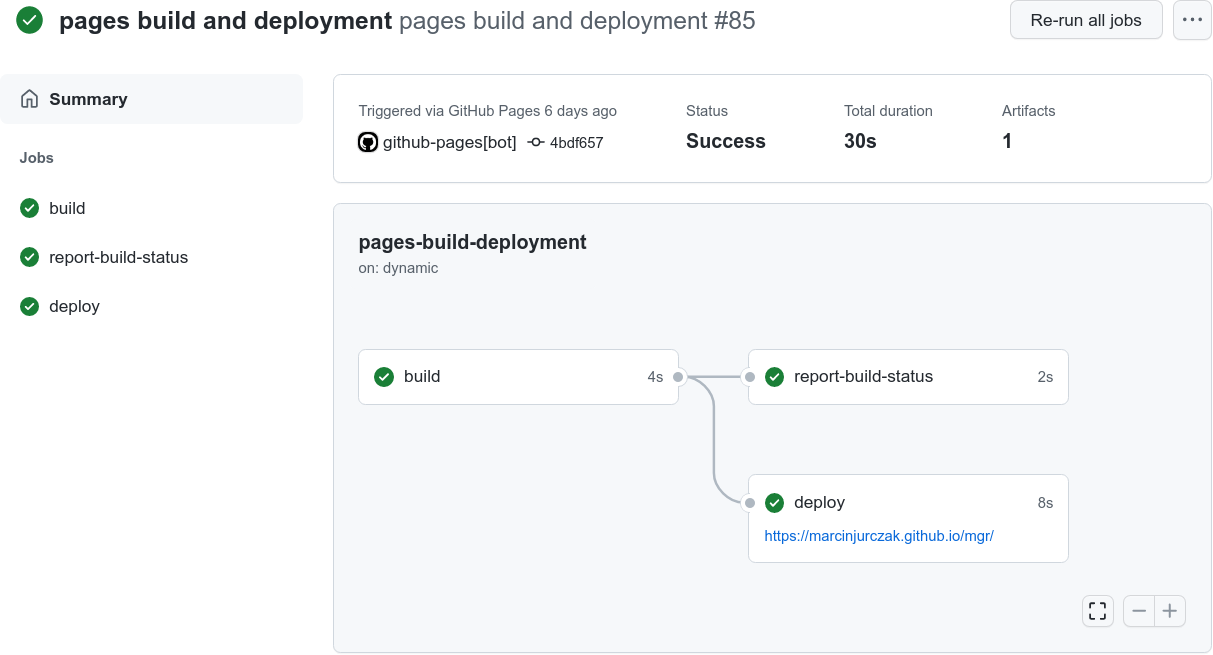 pages build and deployment pages build and deployment #85
Re-run all jobs
Summary
Jobs
build
report-build-status
deploy
Triggered via GitHub Pages 6 days ago
github-pages[bot] 4bdf657
Status
Success
Total duration
30s
Artifacts
1
pages-build-deployment
on: dynamic
build 4s
report-build-status 2s
deploy 8s
https://marcinjurczak.github.io/mgr/